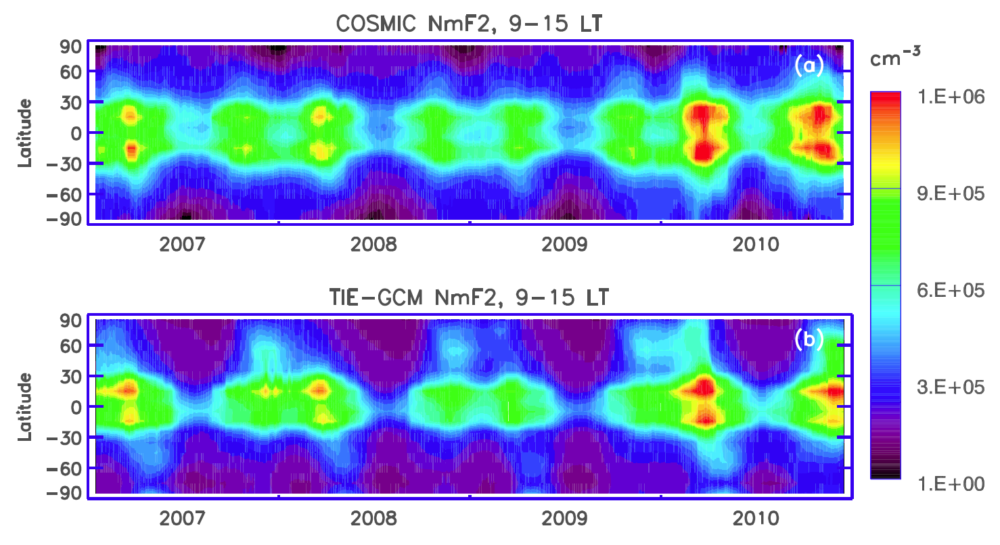 COSMIC NmF2, 9-15 LT
cm-3
(a)
Latitude
90
60
30
0
-30
-60
-90
2007 2008 2009 2010
1.E+06
9.E+05
6.E+05
3.E+05
1.E+00
TIE-GCM NmF2, 9-15 LT
(b)
Latitude
90
60
30
0
-30
-60
-90
2007 2008 2009 2010